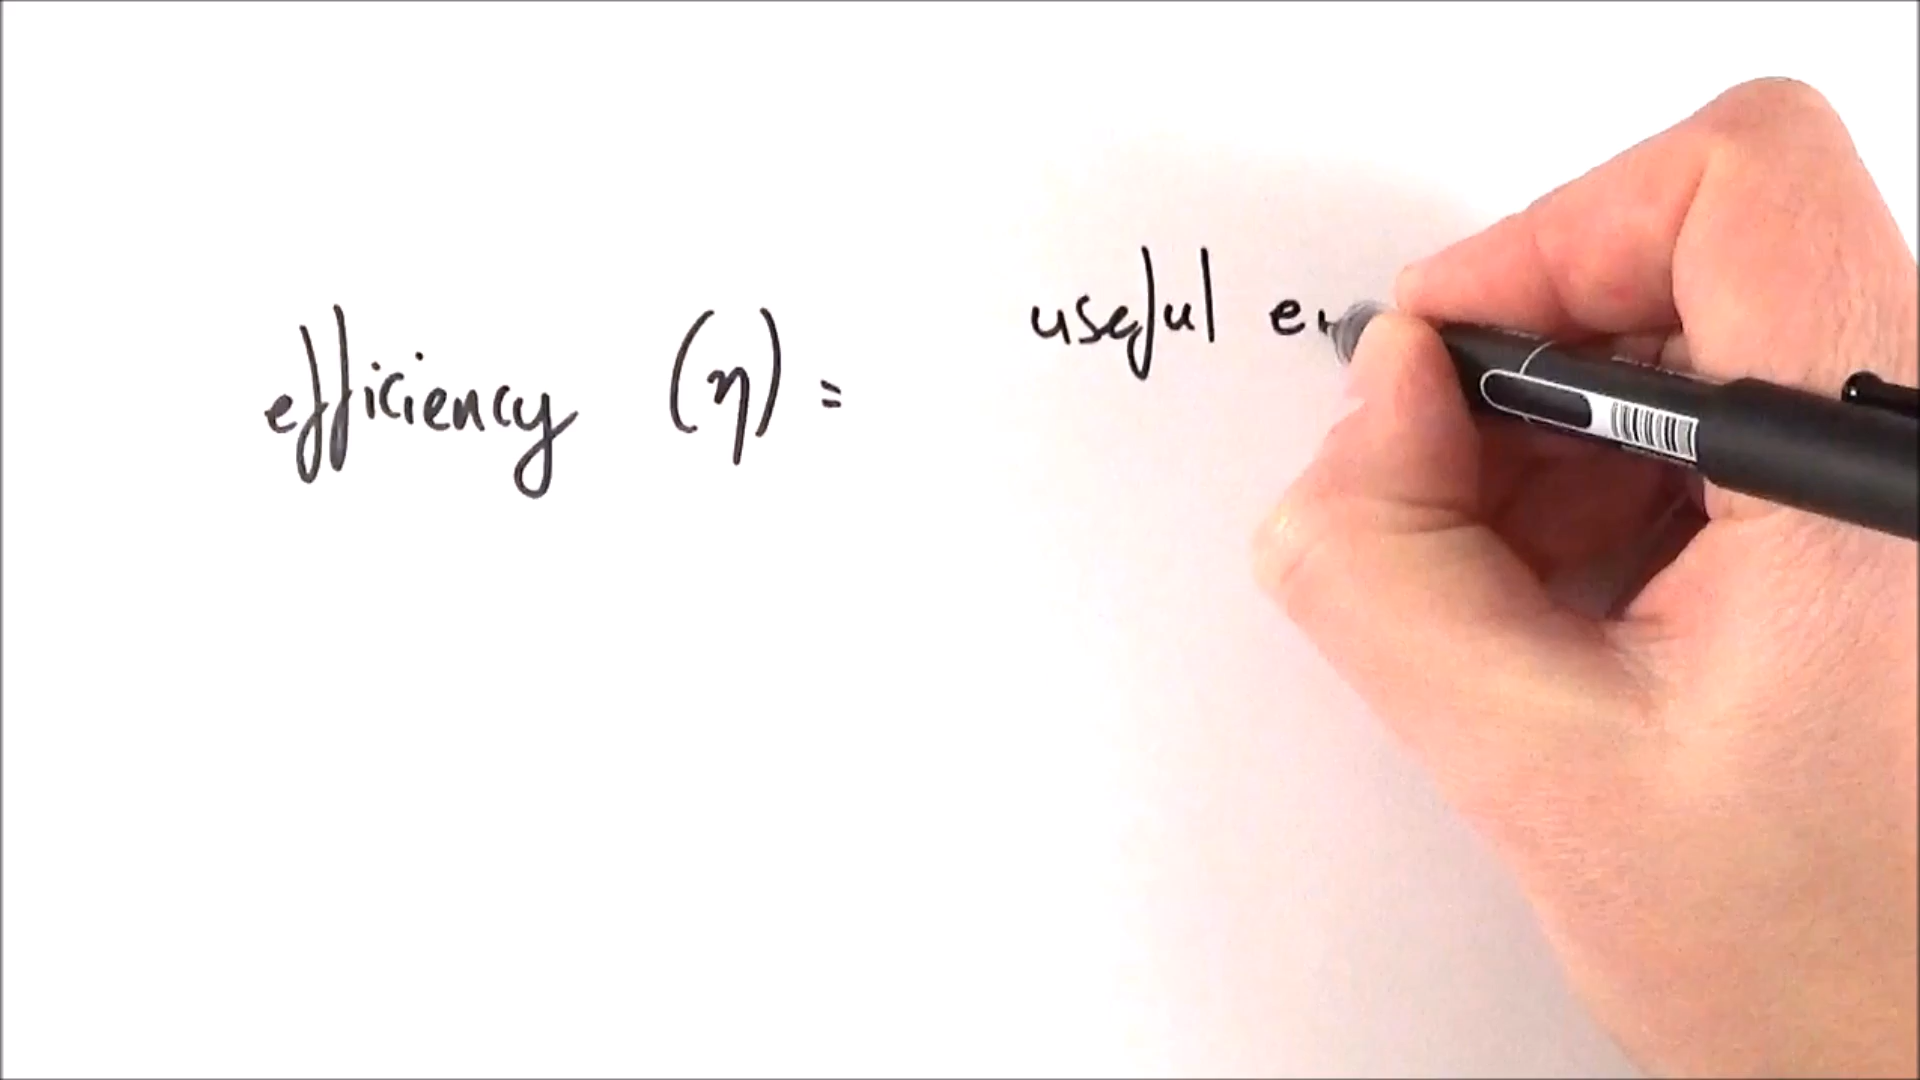 efficiency (η) = useful